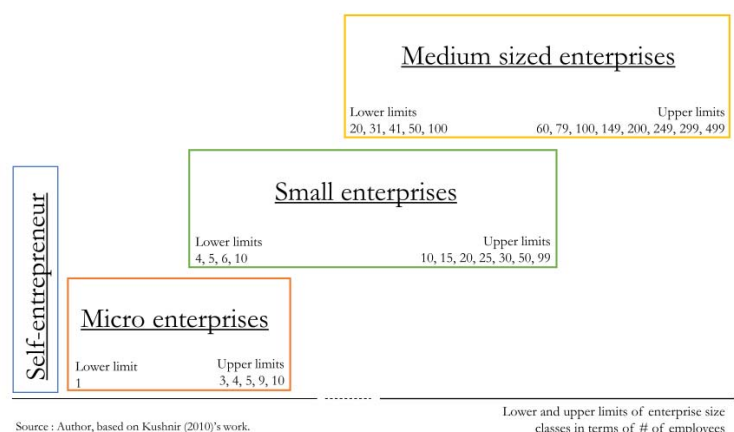 Medium sized enterprises
Lower limits
20, 31, 41, 50, 100
Upper limits
60, 79, 100, 149, 200, 249, 299, 499
Small enterprises
Lower limits
4, 5, 6, 10
Upper limits
10, 15, 20, 25, 30, 50, 99
Self-entrepreneur
Micro enterprises
Lower limit
1
Upper limits
3, 4, 5, 9, 10
Source : Author, based on Kushnir (2010)'s work.
Lower and upper limits of enterprise size
classes in terms of # of employees